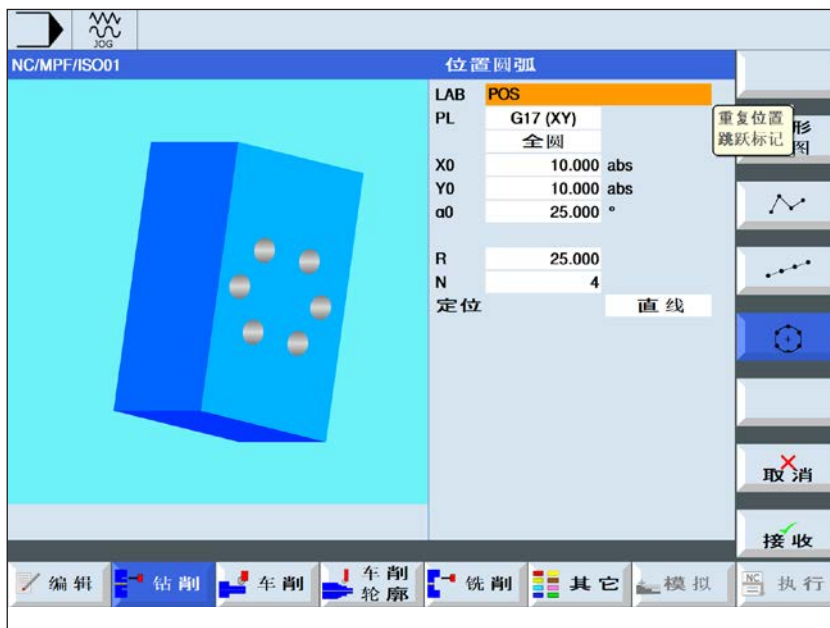 JOG
NC/MPF/ISO01
位置圆弧
LAB POS
PL G17 (XY)
全圆
X0 10.000 abs
Y0 10.000 abs
α0 25.000 °
R 25.000
N 4
定位 直线
重复位置
跳跃标记
形
图
取消
接收
编辑
钻削
车削
车削
轮廓
铣削
其它
模拟
NC
执行